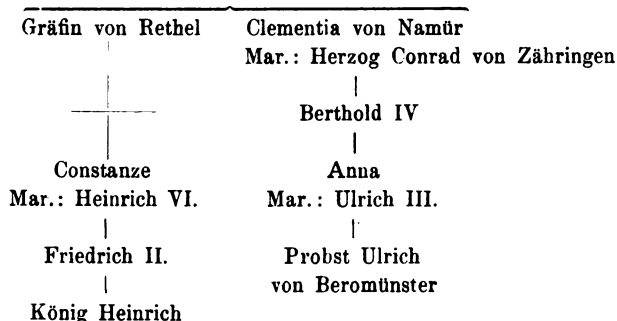 Gräfin von Rethel
Clementia von Namür
Mar.: Herzog Conrad von Zähringen
Berthold IV
Constanze
Mar.: Heinrich VI.
Anna
Mar.: Ulrich III.
Friedrich II.
Probst Ulrich
von Beromünster
König Heinrich